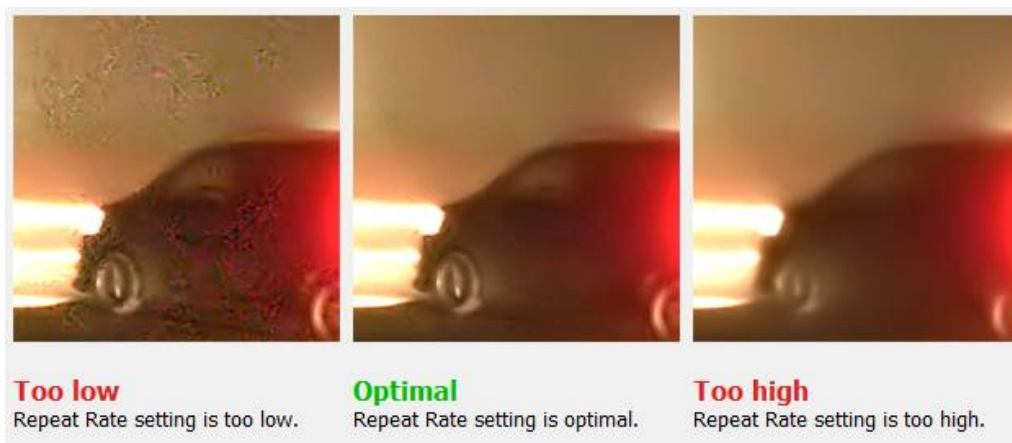 Too low
Repeat Rate setting is too low.
Optimal
Repeat Rate setting is optimal.
Too high
Repeat Rate setting is too high.